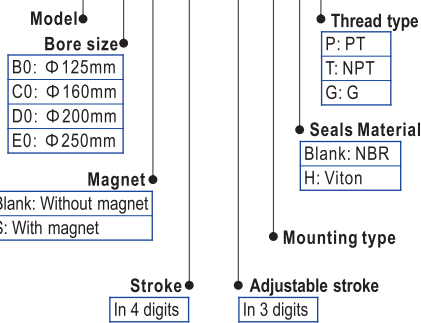 Model
Thread type
Bore size
P: PT
T: NPT
G: G
B0: Φ125mm
C0: Φ160mm
D0: Φ200mm
E0: Φ250mm
Seals Material
Blank: NBR
H: Viton
Magnet
Blank: Without magnet
S: With magnet
Mounting type
Stroke
Adjustable stroke
In 4 digits
In 3 digits